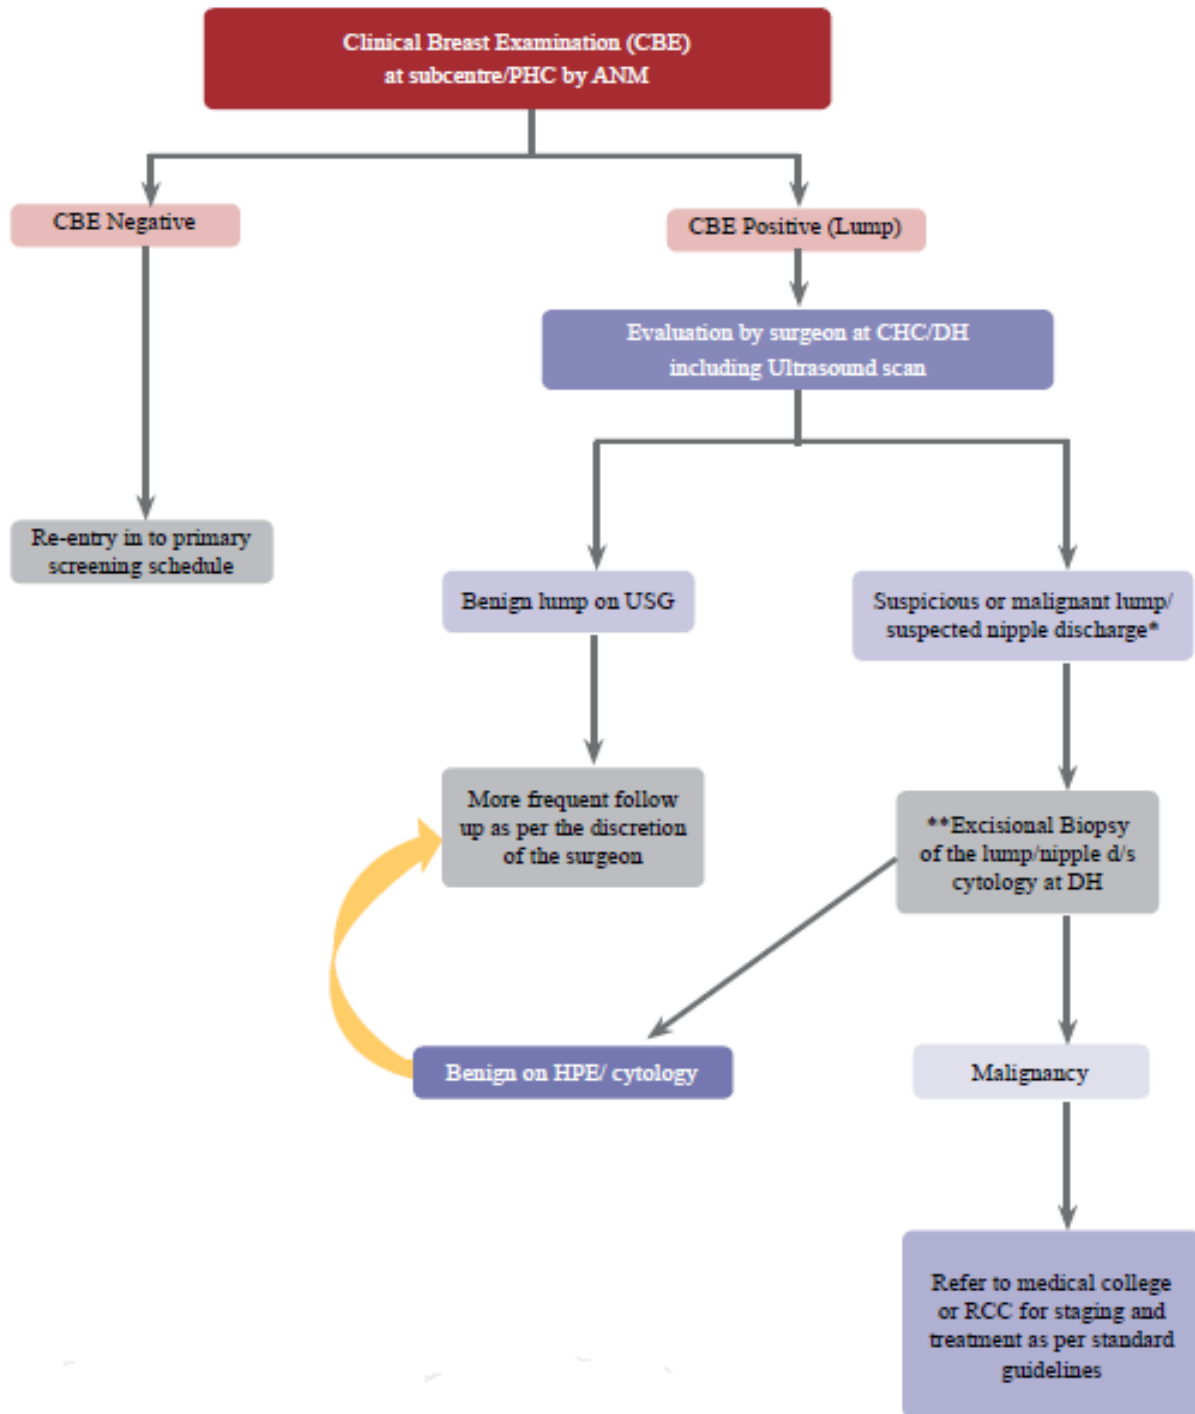 Clinical Breast Examination (CBE)
at subcentre/PHC by ANM
CBE Negative
CBE Positive (Lump)
Evaluation by surgeon at CHC/DH
including Ultrasound scan
Re-entry in to primary
screening schedule
Benign lump on USG
Suspicious or malignant lump/
suspected nipple discharge*
More frequent follow
up as per the discretion
of the surgeon
**Excisional Biopsy
of the lump/nipple d/s
cytology at DH
Benign on HPE/ cytology
Malignancy
Refer to medical college
or RCC for staging and
treatment as per standard
guidelines